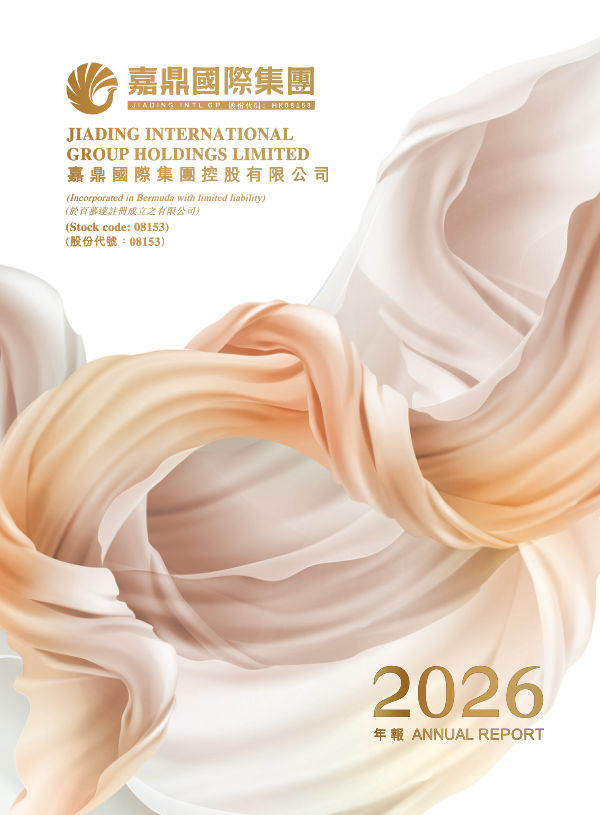 嘉鼎國際集團
JIADING INTL GP 股份代码：HK08153
JIADING INTERNATIONAL
GROUP HOLDINGS LIMITED
嘉鼎國際集團控股有限公司
(Incorporated in Bermuda with limited liability)
(於百慕達註冊成立之有限公司)
(Stock code: 08153)
(股份代號：08153)
2026
年報 ANNUAL REPORT